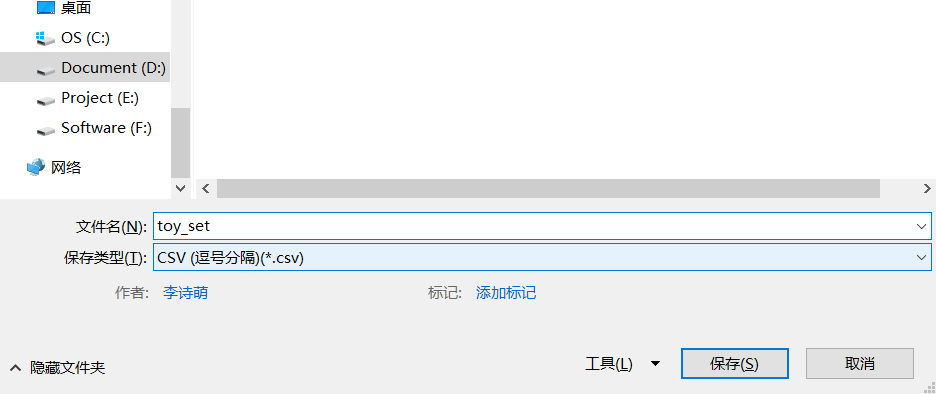 桌面
OS (C:)
Document (D:)
Project (E:)
Software (F:)
网络
文件名(N): toy_set
保存类型(T): CSV (逗号分隔)(*.csv)
作者: 李诗萌 标记: 添加标记
隐藏文件夹 工具(L) 保存(S) 取消